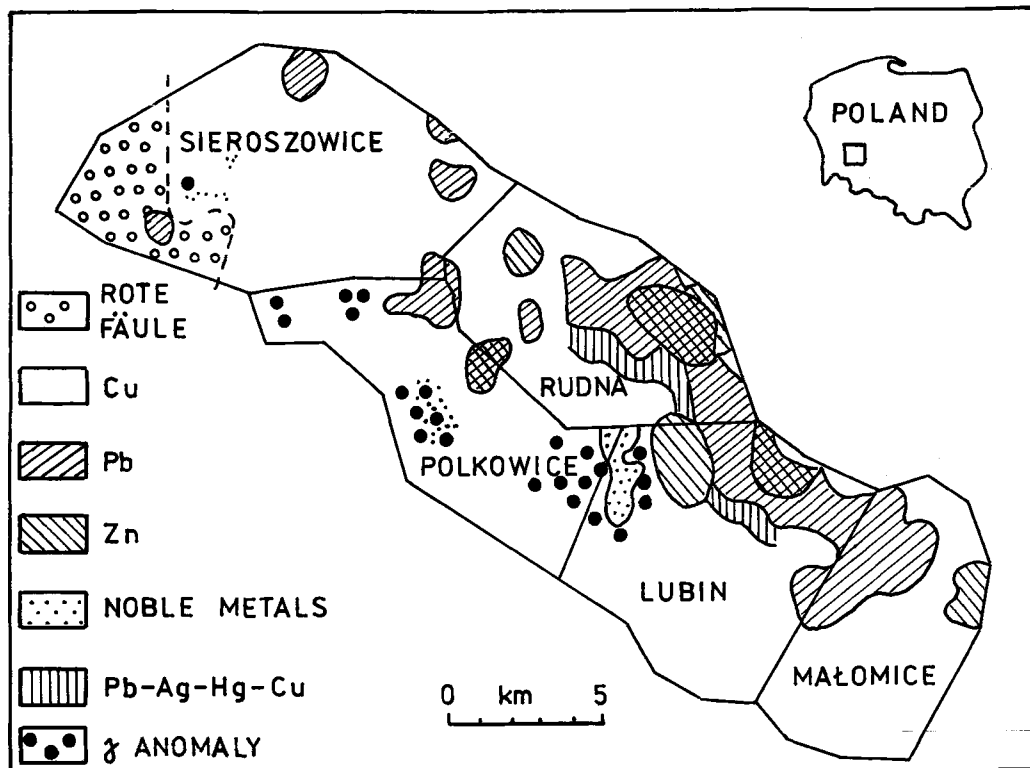 SIEROSZOWICE
POLAND
ROTE
FÄULE
Cu
Pb
Zn
NOBLE METALS
Pb-Ag-Hg-Cu
γ ANOMALY
RUDNA
POLKOWICE
LUBIN
MAŁOMICE
0 km 5